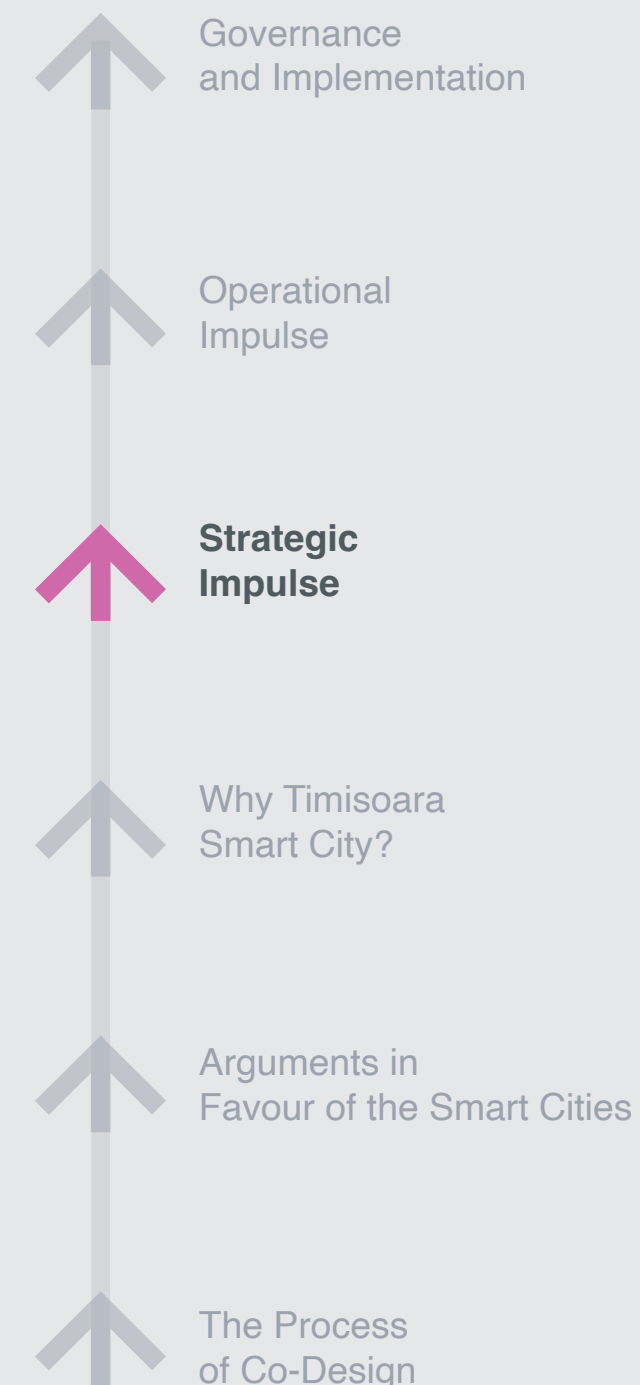 Governance
and Implementation
Operational
Impulse
Strategic
Impulse
Why Timisoara
Smart City?
Arguments in
Favour of the Smart Cities
The Process
of Co-Design